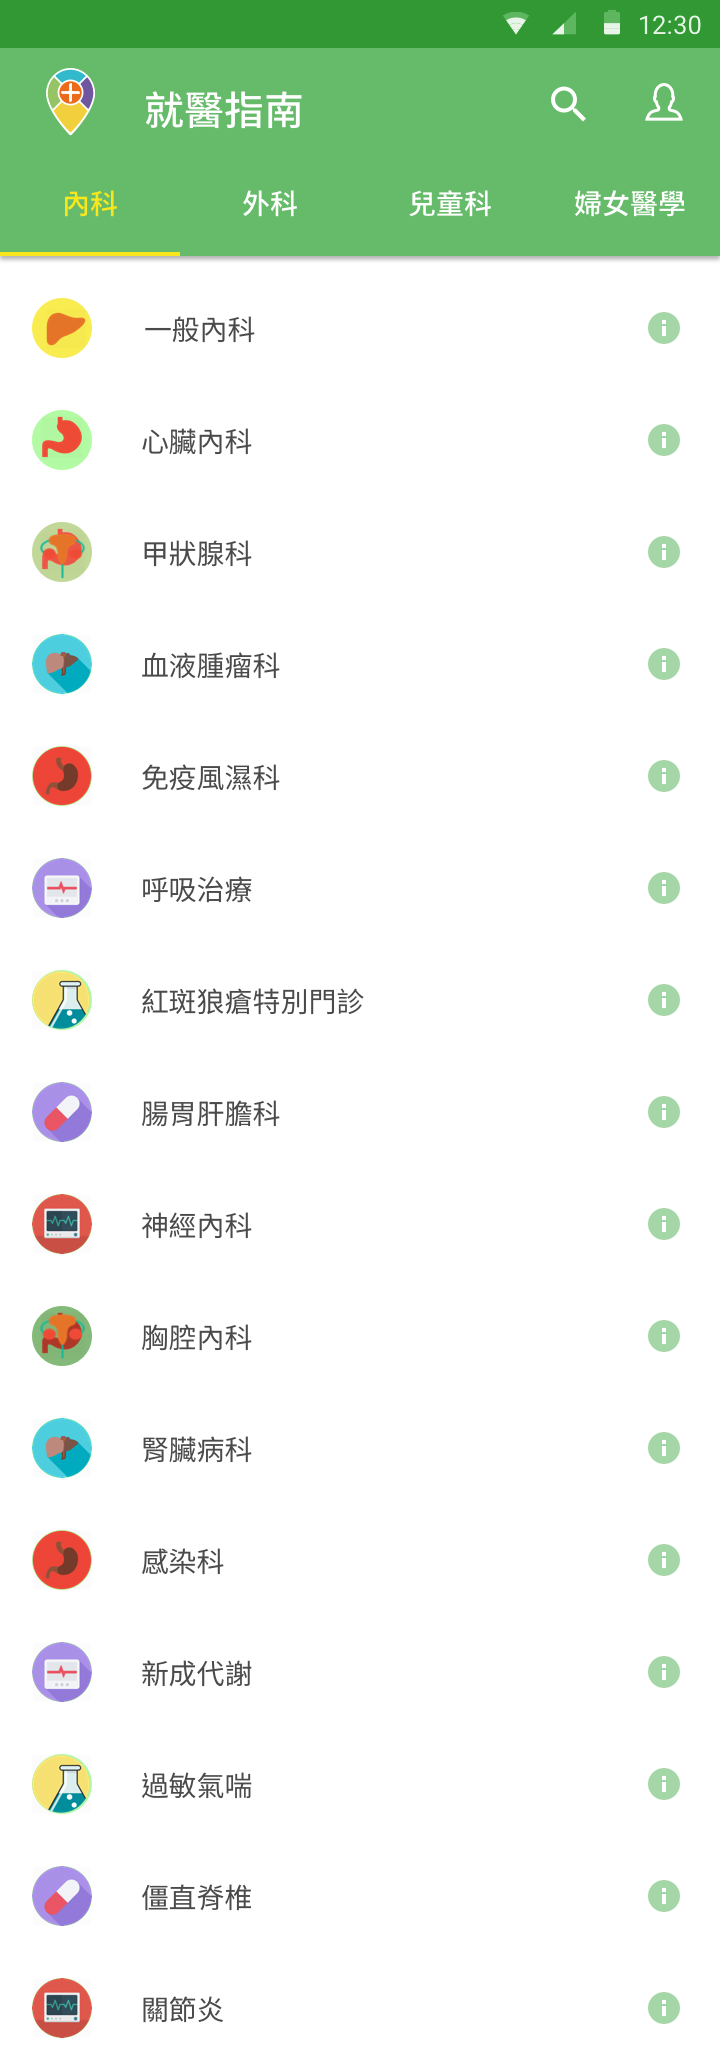 12:30
就醫指南
內科
外科
兒童科
婦女醫學
一般內科
心臟內科
甲狀腺科
血液腫瘤科
免疫風濕科
呼吸治療
紅斑狼瘡特別門診
腸胃肝膽科
神經內科
胸腔內科
腎臟病科
感染科
新成代謝
過敏氣喘
僵直脊椎
關節炎